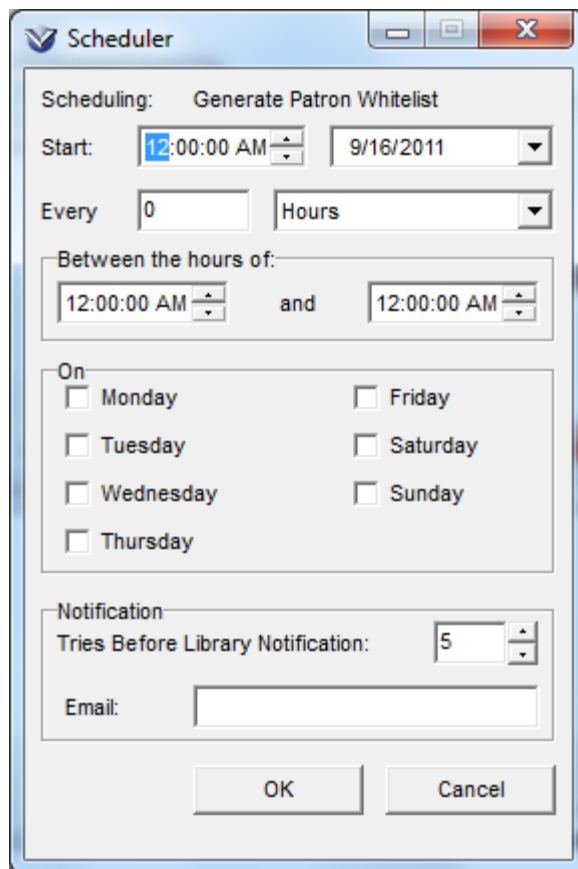 Scheduler
Scheduling: Generate Patron Whitelist
Start: 12:00:00 AM 9/16/2011
Every 0 Hours
Between the hours of:
12:00:00 AM and 12:00:00 AM
On
Monday Friday
Tuesday Saturday
Wednesday Sunday
Thursday
Notification
Tries Before Library Notification: 5
Email:
OK Cancel